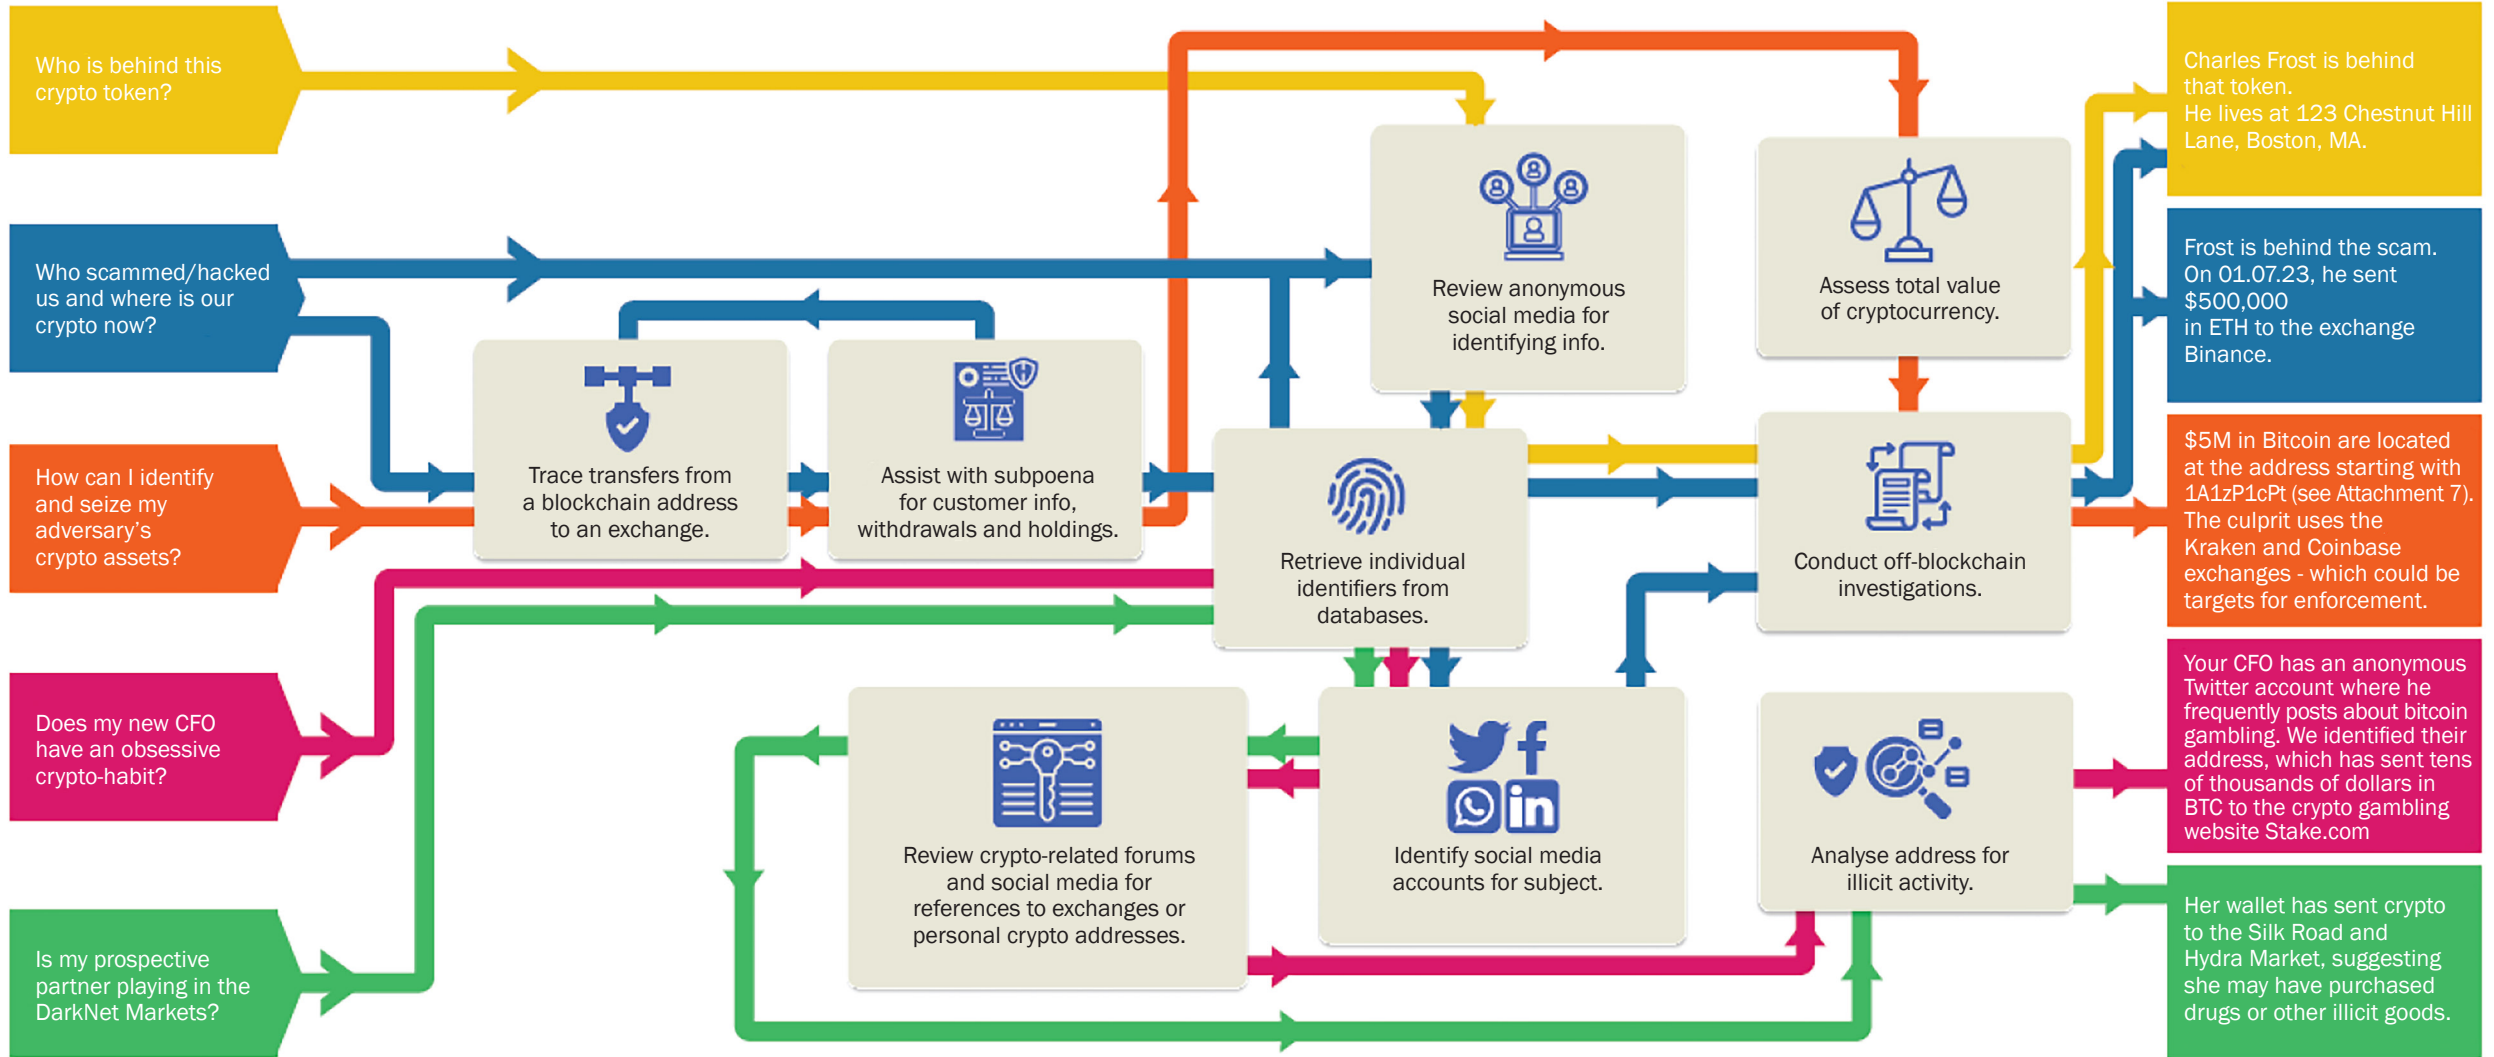 Who is behind this
crypto token?
Who scammed/hacked
us and where is our
crypto now?
How can I identify
and seize my
adversary's
crypto assets?
Does my new CFO
have an obsessive
crypto-habit?
Is my prospective
partner playing in the
DarkNet Markets?
Trace transfers from
a blockchain address
to an exchange.
Assist with subpoena
for customer info,
withdrawals and holdings.
Review anonymous
social media for
identifying info.
Retrieve individual
identifiers from
databases.
Review crypto-related forums
and social media for
references to exchanges or
personal crypto addresses.
Identify social media
accounts for subject.
Assess total value
of cryptocurrency.
Conduct off-blockchain
investigations.
Analyse address for
illicit activity.
Charles Frost is behind
that token.
He lives at 123 Chestnut Hill
Lane, Boston, MA.
Frost is behind the scam.
On 01.07.23, he sent
$500,000
in ETH to the exchange
Binance.
$5M in Bitcoin are located
at the address starting with
1A1zP1cPt (see Attachment 7).
The culprit uses the
Kraken and Coinbase
exchanges - which could be
targets for enforcement.
Your CFO has an anonymous
Twitter account where he
frequently posts about bitcoin
gambling. We identified their
address, which has sent tens
of thousands of dollars in
BTC to the crypto gambling
website Stake.com
Her wallet has sent crypto
to the Silk Road and
Hydra Market, suggesting
she may have purchased
drugs or other illicit goods.